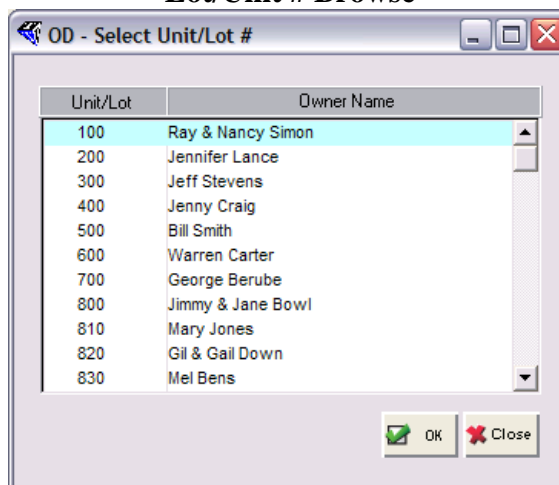 Lot/Unit # Browse
OD - Select Unit/Lot #
Unit/Lot Owner Name
100 Ray & Nancy Simon
200 Jennifer Lance
300 Jeff Stevens
400 Jenny Craig
500 Bill Smith
600 Warren Carter
700 George Berube
800 Jimmy & Jane Bowl
810 Mary Jones
820 Gil & Gail Down
830 Mel Bens
OK Close